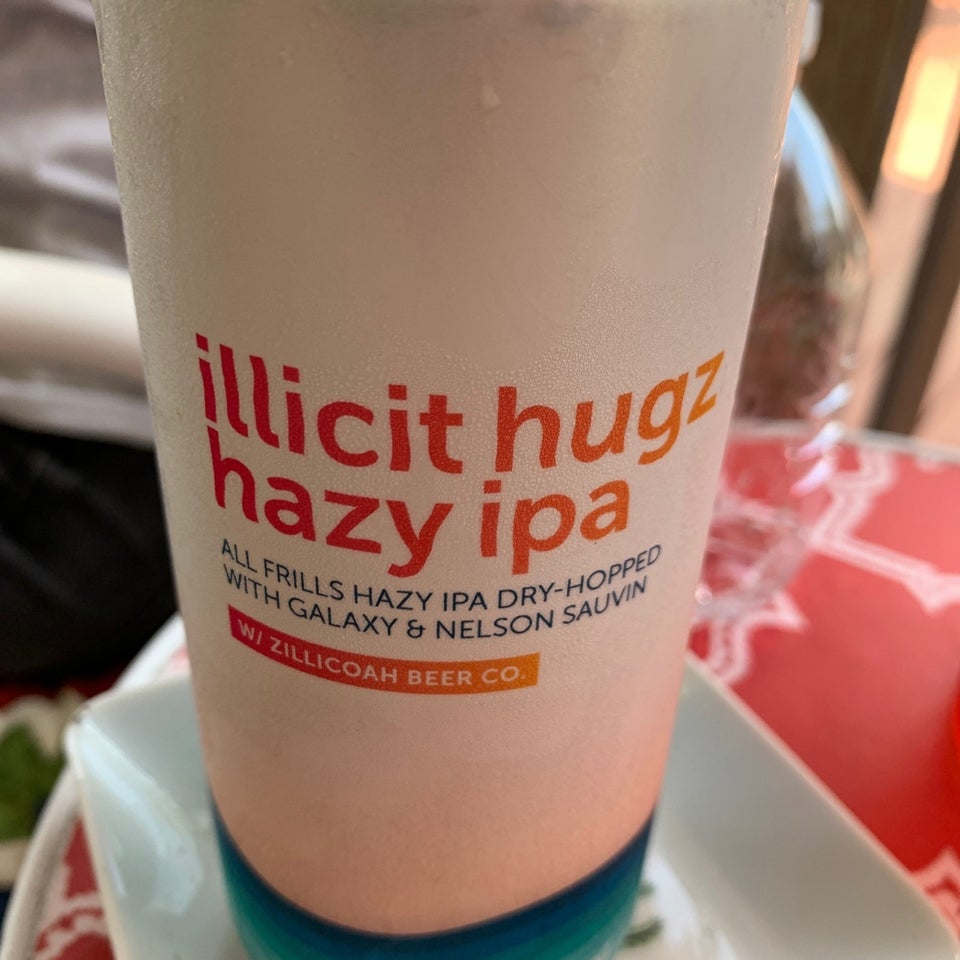 illicit hugz
hazy ipa
ALL FRILLS HAZY IPA DRY-HOPPED
WITH GALAXY & NELSON SAUVIN
W/ ZILLICOAH BEER CO.